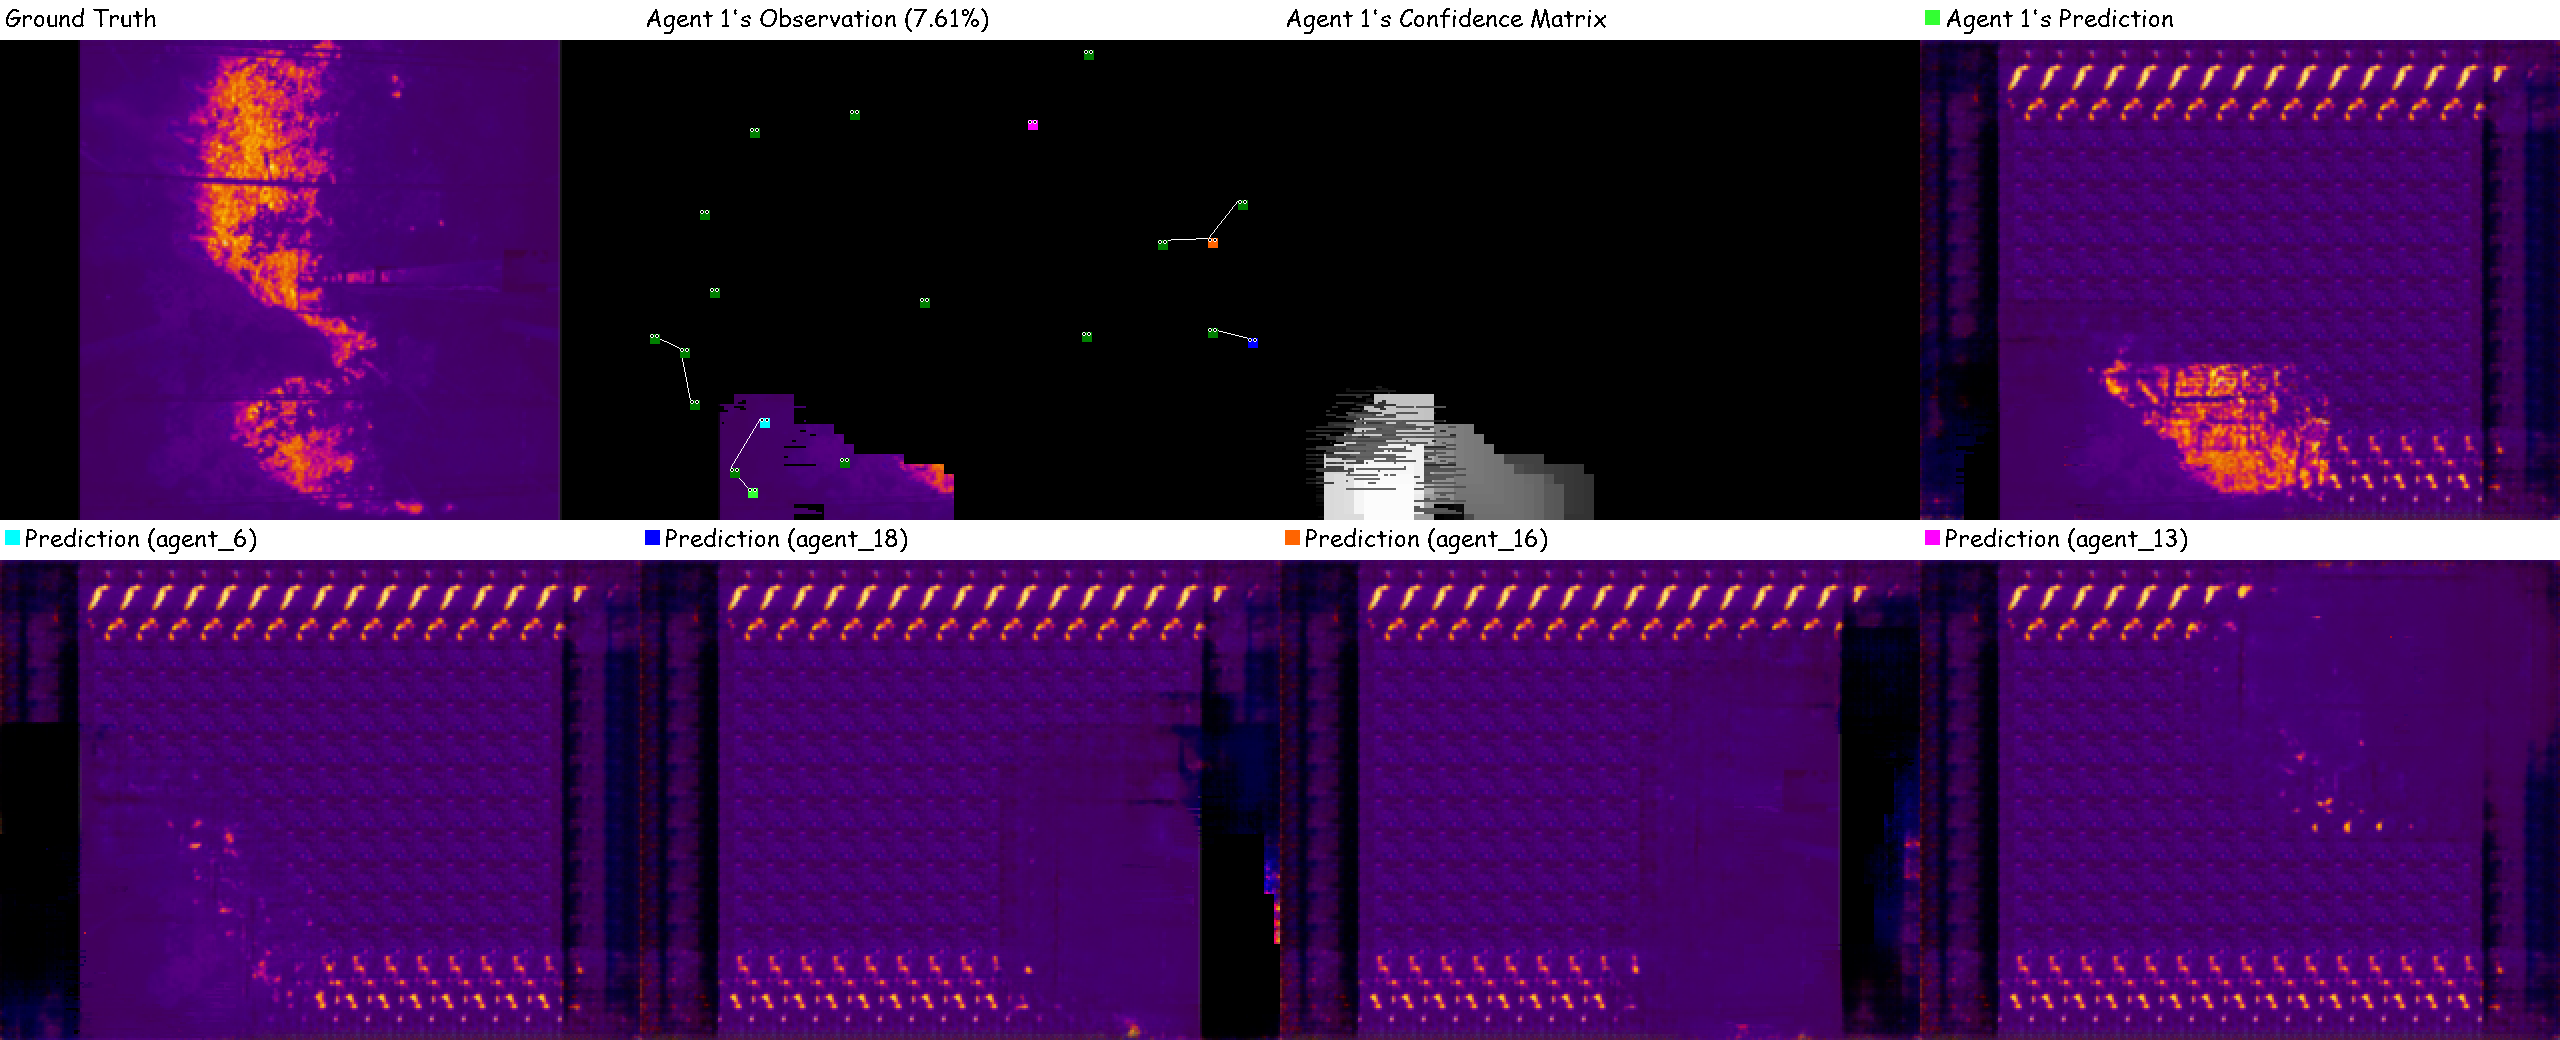 Ground Truth
Agent 1's Observation (7.61%)
Agent 1's Confidence Matrix
Agent 1's Prediction
Prediction (agent_6)
Prediction (agent_18)
Prediction (agent_16)
Prediction (agent_13)